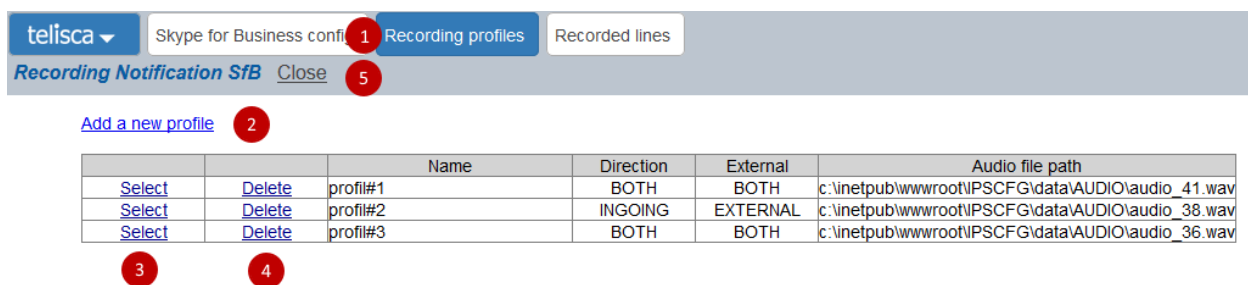 telisca Skype for Business config 1 Recording profiles Recorded lines
Recording Notification SfB Close 5
Add a new profile 2
Name Direction External Audio file path
Select Delete profil#1 BOTH BOTH c:\inetpub\wwwroot\IPSCFG\data\AUDIO\audio_41.wav
Select Delete profil#2 INGOING EXTERNAL c:\inetpub\wwwroot\IPSCFG\data\AUDIO\audio_38.wav
Select Delete profil#3 BOTH BOTH c:\inetpub\wwwroot\IPSCFG\data\AUDIO\audio_36.wav
3 4